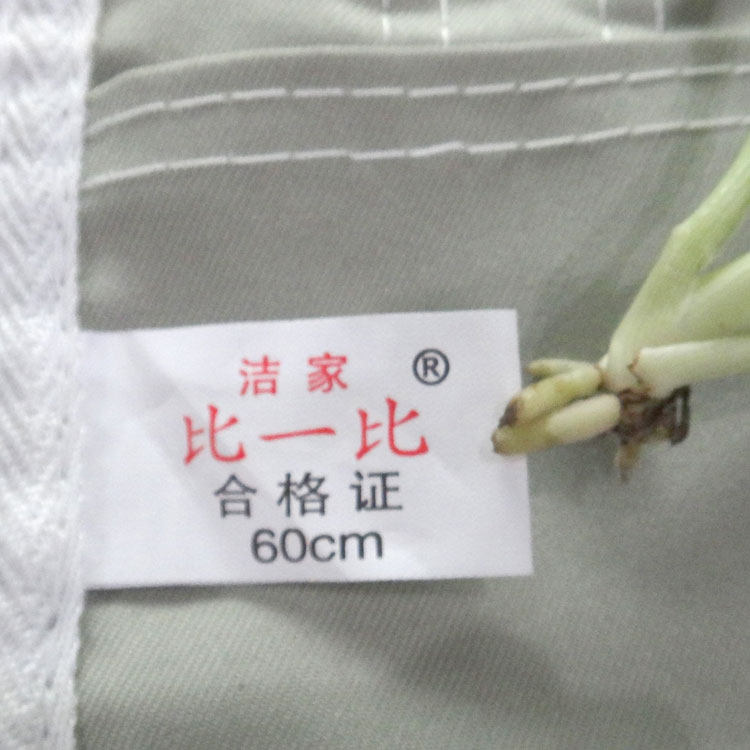 洁家 ®
比一比
合格证
60cm